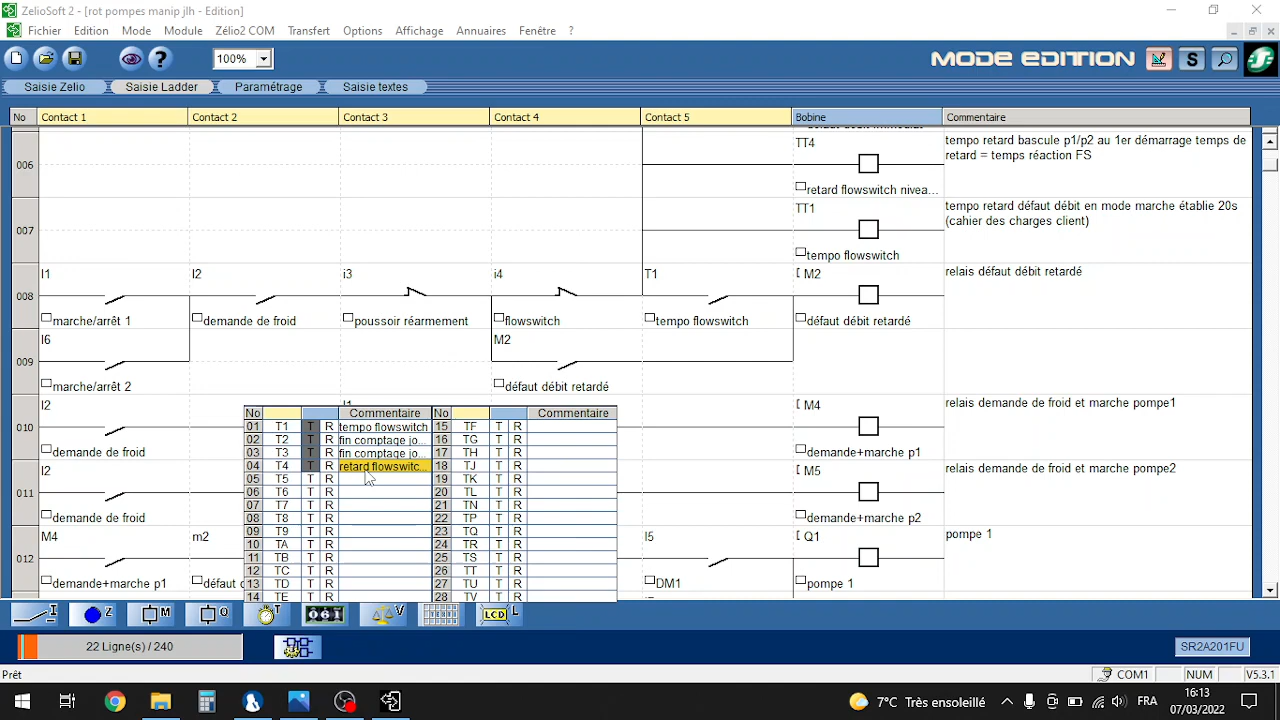 ZelioSoft 2 - [rot pompes manip jlh - Edition]
Fichier Edition Mode Module Zélio2 COM Transfert Options Affichage Annuaires Fenêtre ?
100% MODE EDITION S
Saisie Zelio Saisie Ladder Paramétrage Saisie textes
No Contact 1 Contact 2 Contact 3 Contact 4 Contact 5 Bobine Commentaire
006 TT4 tempo retard bascule p1/p2 au 1er démarrage temps de
retard = temps réaction FS
retard flowswitch nivea...
007 TT1 tempo retard défaut débit en mode marche établie 20s
(cahier des charges client)
tempo flowswitch
I1 I2 i3 i4 T1 [ M2 relais défaut débit retardé
008
marche/arrêt 1 demande de froid poussoir réarmement flowswitch tempo flowswitch défaut débit retardé
I6 M2
009
marche/arrêt 2 défaut débit retardé
I2 [ M4 relais demande de froid et marche pompe1
010
demande de froid demande+marche p1
I2 [ M5 relais demande de froid et marche pompe2
011
demande de froid demande+marche p2
M4 m2 I5 [ Q1 pompe 1
012
demande+marche p1 DM1 pompe 1
No Commentaire No Commentaire
01 T1 T R tempo flowswitch 15 TF T R
02 T2 T R fin comptage jo... 16 TG T R
03 T3 T R fin comptage jo... 17 TH T R
04 T4 T R retard flowswitc... 18 TJ T R
05 T5 T R 19 TK T R
06 T6 T R 20 TL T R
07 T7 T R 21 TN T R
08 T8 T R 22 TP T R
09 T9 T R 23 TQ T R
10 TA T R 24 TR T R
11 TB T R 25 TS T R
12 TC T R 26 TT T R
13 TD T R 27 TU T R
14 TE T R 28 TV T R
I Z M Q T V TEXT LCD L
22 Ligne(s) / 240 SR2A201FU
Prêt COM1 NUM V5.3.1
7°C Très ensoleillé FRA 16:13
07/03/2022